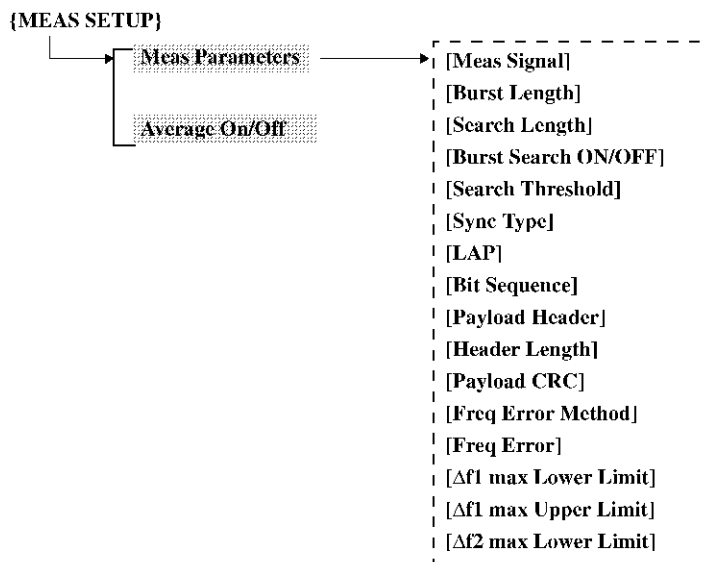 {MEAS SETUP}
Meas Parameters
Average On/Off
[Meas Signal]
[Burst Length]
[Search Length]
[Burst Search ON/OFF]
[Search Threshold]
[Sync Type]
[LAP]
[Bit Sequence]
[Payload Header]
[Header Length]
[Payload CRC]
[Freq Error Method]
[Freq Error]
[Δf1 max Lower Limit]
[Δf1 max Upper Limit]
[Δf2 max Lower Limit]